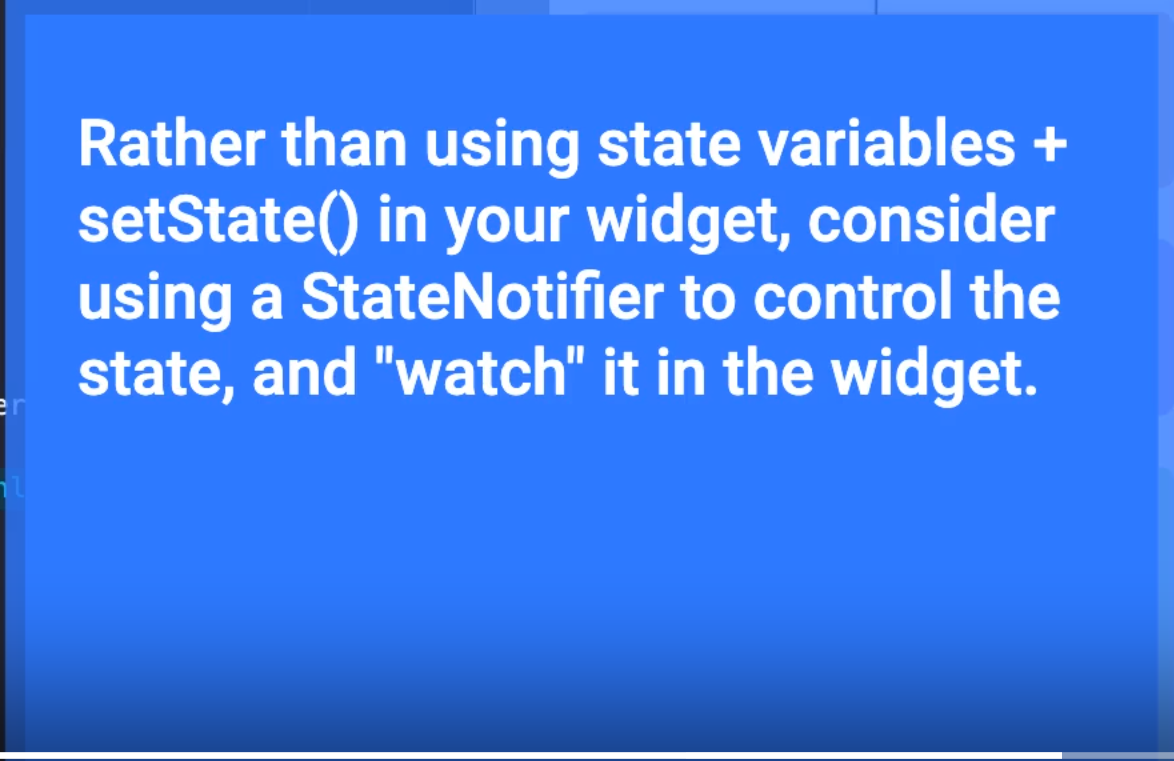 Rather than using state variables +
setState() in your widget, consider
using a StateNotifier to control the
state, and "watch" it in the widget.
er